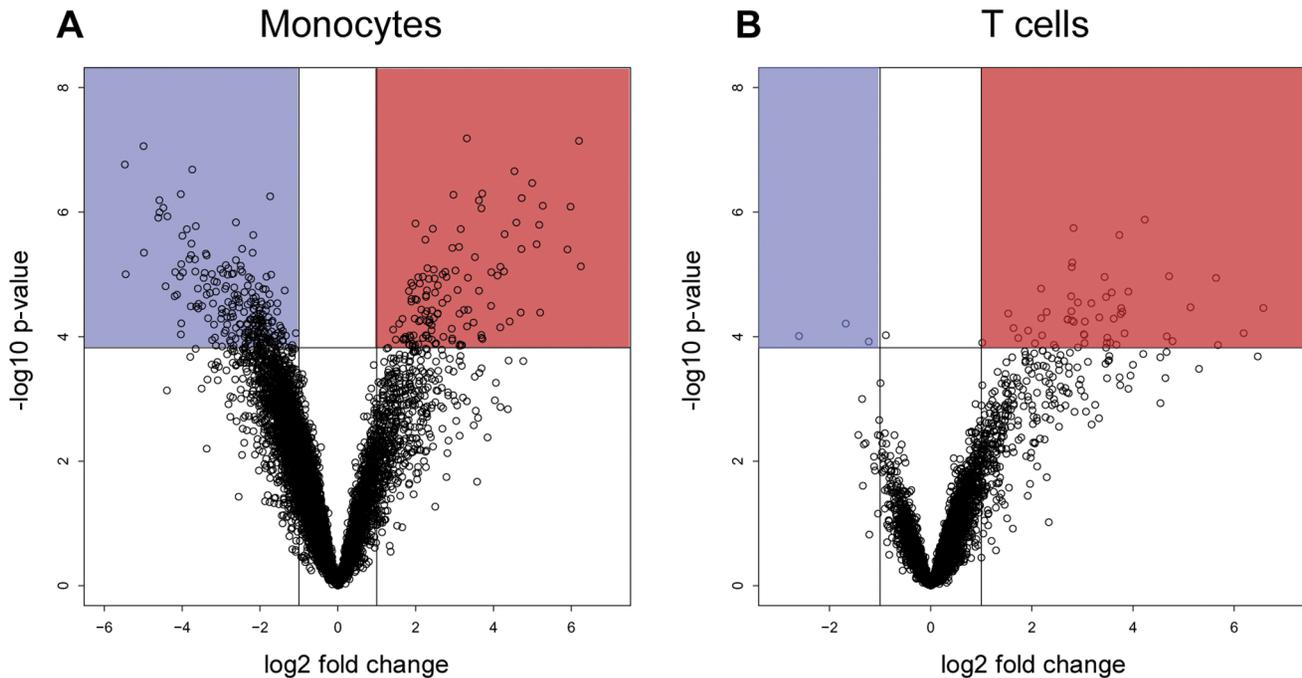 A Monocytes
8
6
4
2
0
-log10 p-value
−6 −4 −2 0 2 4 6
log2 fold change
B T cells
8
6
4
2
0
-log10 p-value
−2 0 2 4 6
log2 fold change